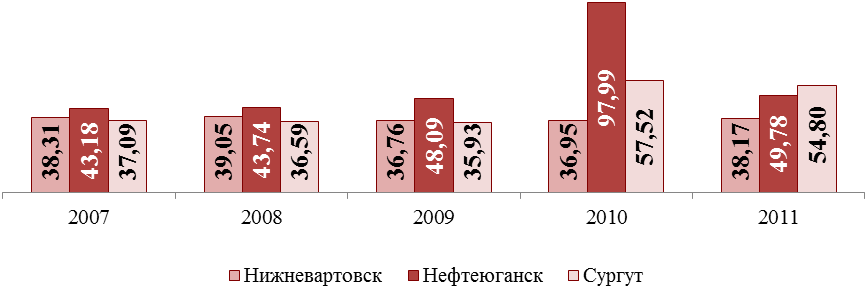 38,31 43,18 37,09 39,05 43,74 36,59 36,76 48,09 35,93 36,95 97,99 57,52 38,17 49,78 54,80
2007 2008 2009 2010 2011
Нижневартовск Нефтеюганск Сургут